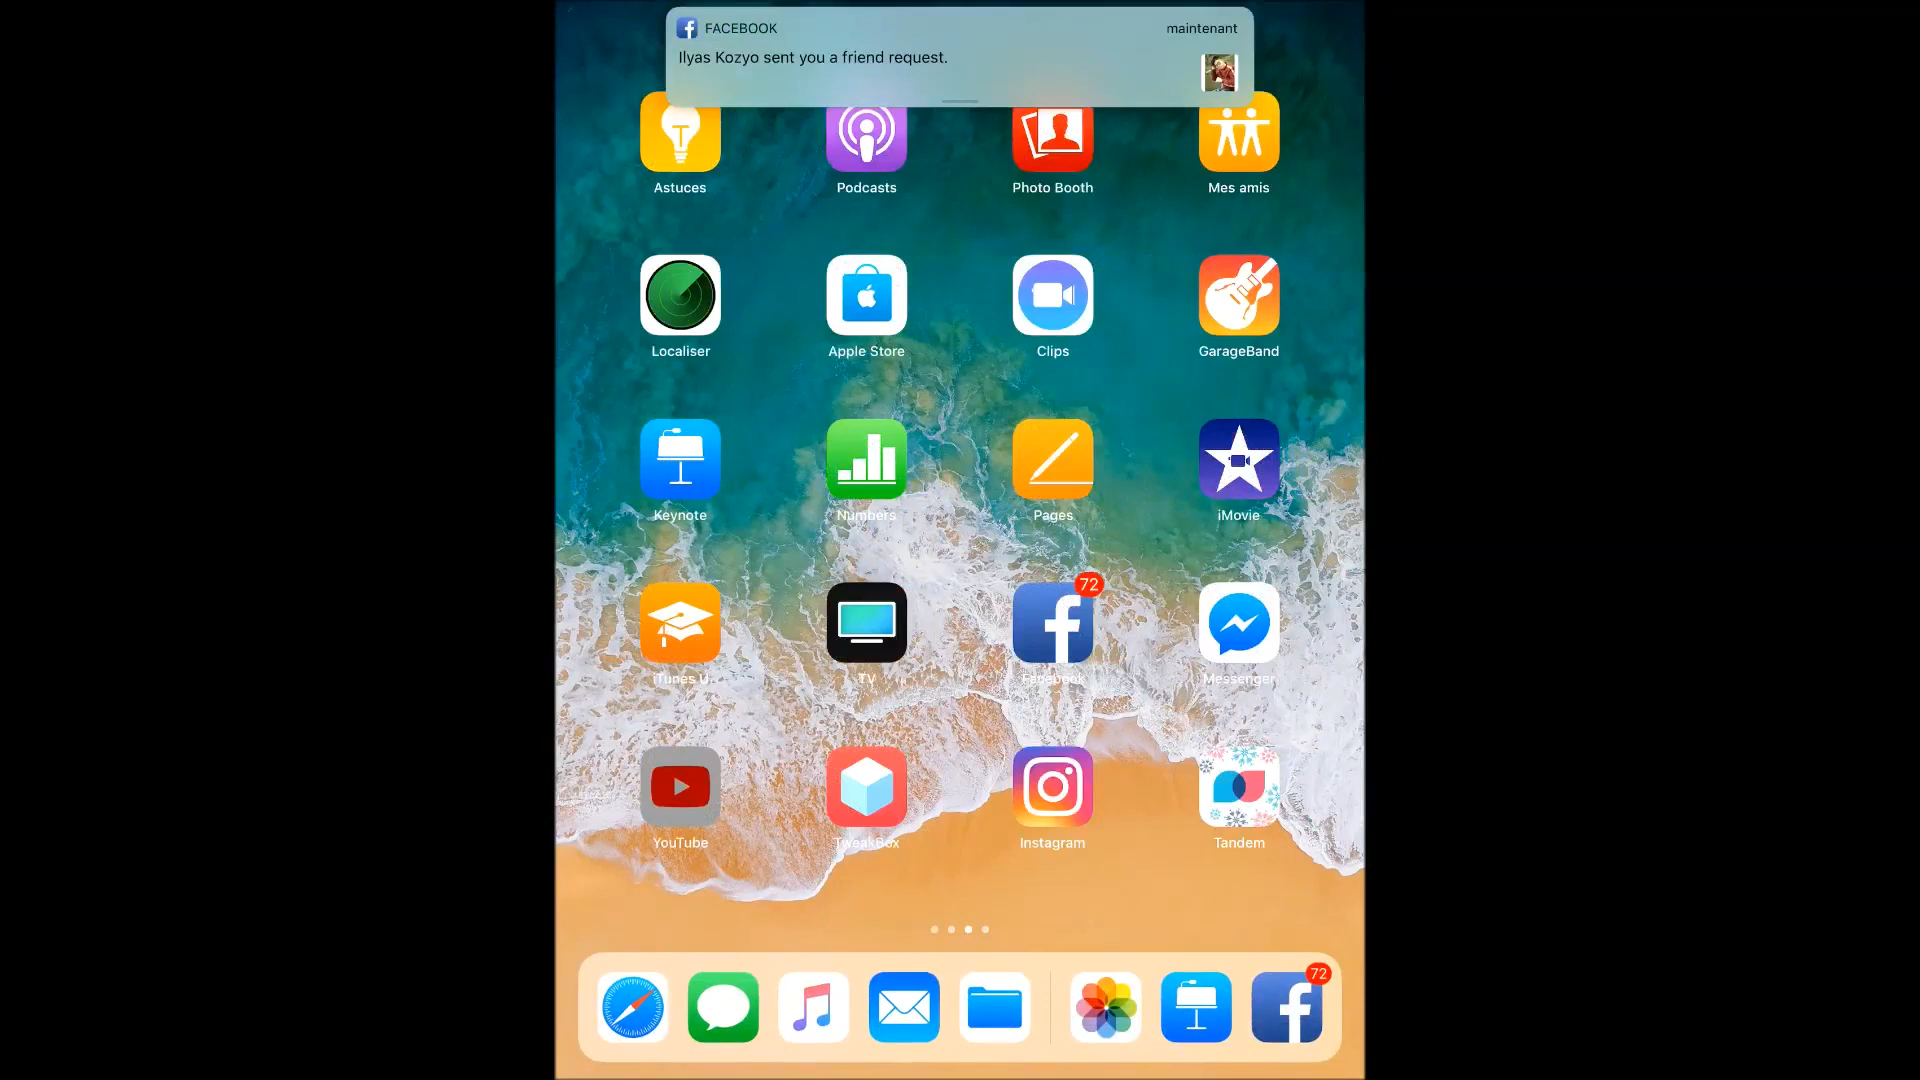 FACEBOOK
maintenant
Ilyas Kozyo sent you a friend request.
Astuces
Podcasts
Photo Booth
Mes amis
Localiser
Apple Store
Clips
GarageBand
Keynote
Numbers
Pages
iMovie
72
iTunes U
TV
Facebook
Messenger
YouTube
TweakBox
Instagram
Tandem
72